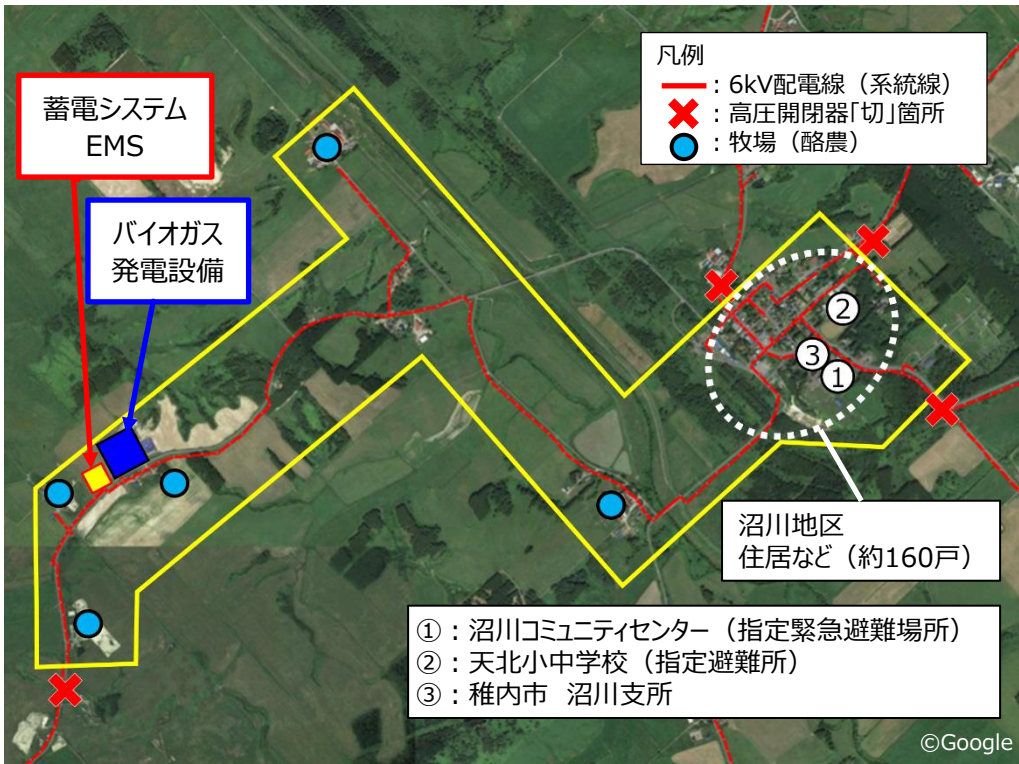 凡例
：6kV配電線（系統線）
：高圧開閉器「切」箇所
：牧場（酪農）
蓄電システム
EMS
バイオガス
発電設備
②
③
①
沼川地区
住居など（約160戸）
①：沼川コミュニティセンター（指定緊急避難場所）
②：天北小中学校（指定避難所）
③：稚内市　沼川支所
©Google